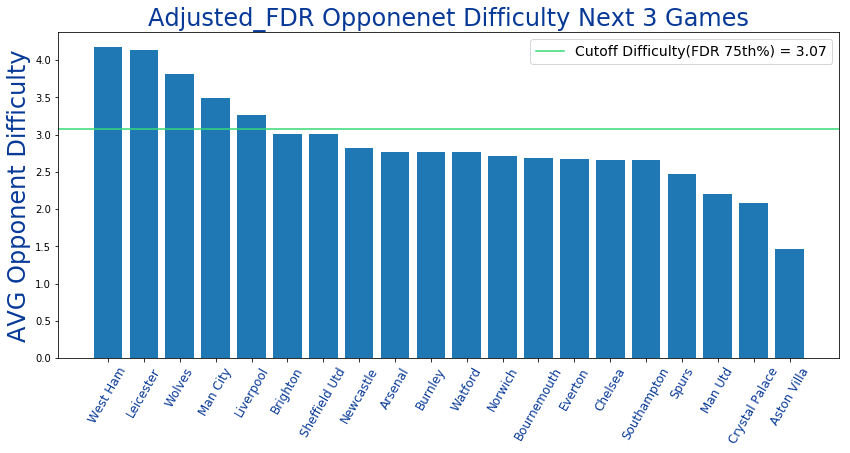 Adjusted_FDR Opponenet Difficulty Next 3 Games
Cutoff Difficulty(FDR 75th%) = 3.07
AVG Opponent Difficulty
4.0
3.5
3.0
2.5
2.0
1.5
1.0
0.5
0.0
West Ham
Leicester
Wolves
Man City
Liverpool
Brighton
Sheffield Utd
Newcastle
Arsenal
Burnley
Watford
Norwich
Bournemouth
Everton
Chelsea
Southampton
Spurs
Man Utd
Crystal Palace
Aston Villa